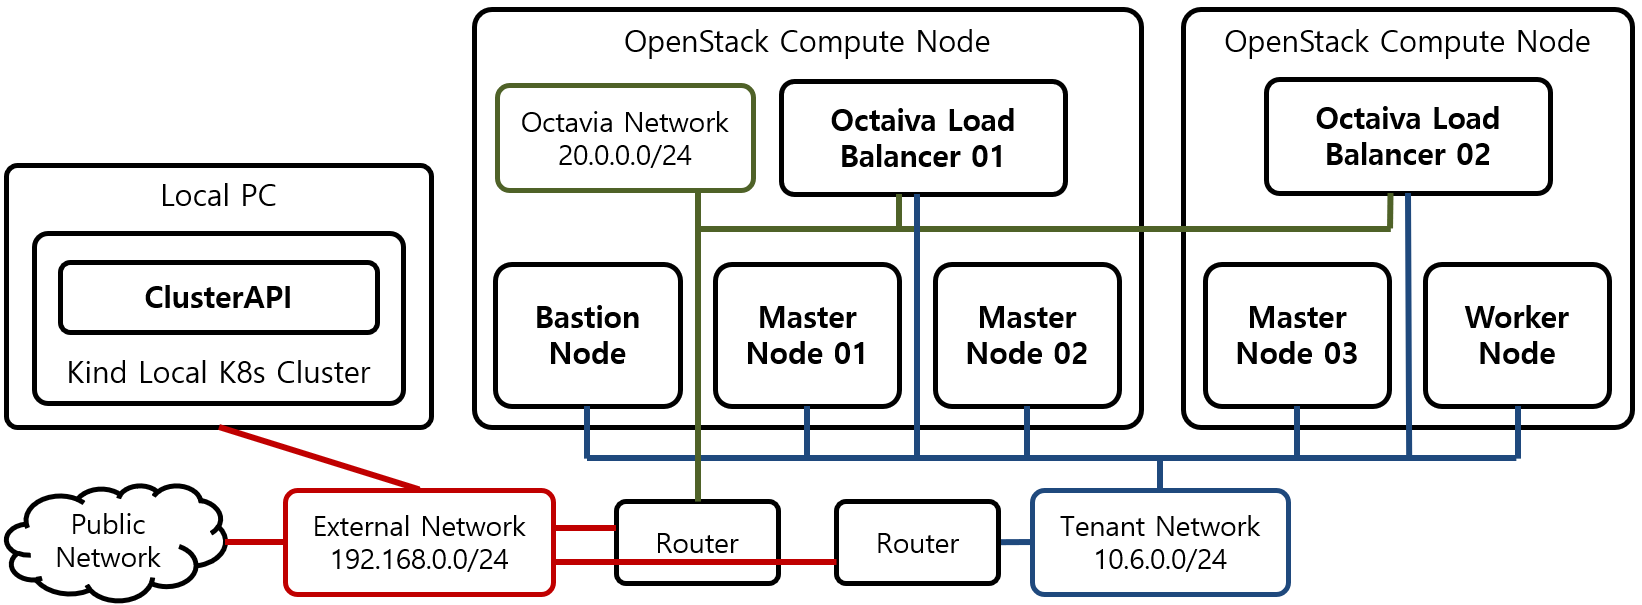 OpenStack Compute Node
Octavia Network
20.0.0.0/24
Octaiva Load
Balancer 01
Bastion
Node
Master
Node 01
Master
Node 02
OpenStack Compute Node
Octaiva Load
Balancer 02
Master
Node 03
Worker
Node
Local PC
ClusterAPI
Kind Local K8s Cluster
Public
Network
External Network
192.168.0.0/24
Router
Router
Tenant Network
10.6.0.0/24